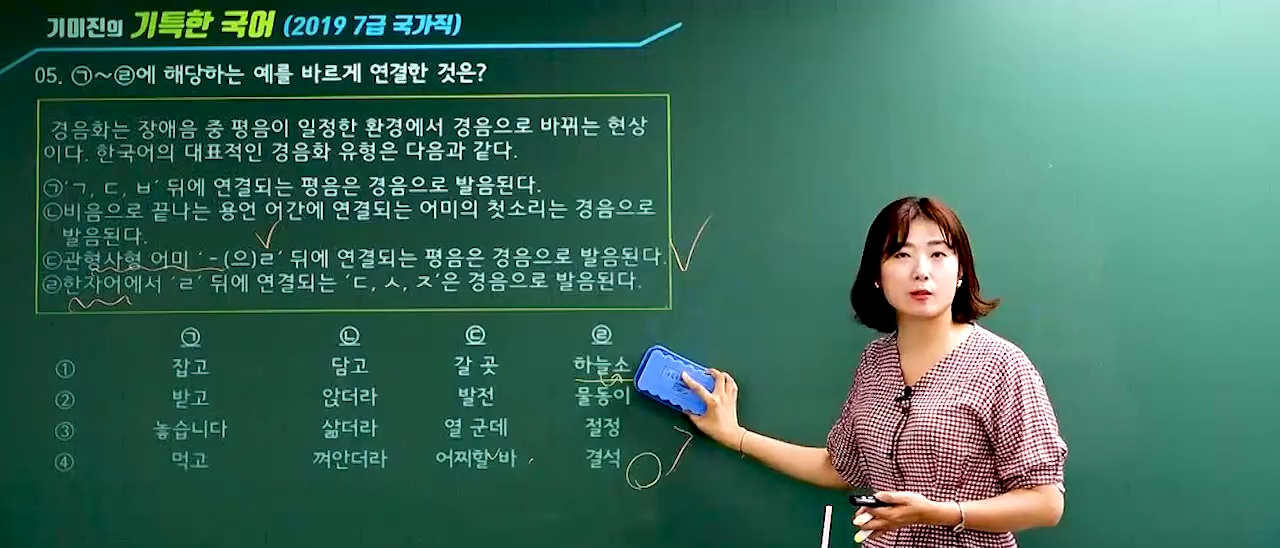 기미진의 기특한 국어 (2019 7급 국가직)
05. ㉠~㉣에 해당하는 예를 바르게 연결한 것은?
경음화는 장애음 중 평음이 일정한 환경에서 경음으로 바뀌는 현상
이다. 한국어의 대표적인 경음화 유형은 다음과 같다.
㉠‘ㄱ, ㄷ, ㅂ’ 뒤에 연결되는 평음은 경음으로 발음된다.
㉡비음으로 끝나는 용언 어간에 연결되는 어미의 첫소리는 경음으로
발음된다.
㉢관형사형 어미 ‘-(으)ㄹ’ 뒤에 연결되는 평음은 경음으로 발음된다.
㉣한자어에서 ‘ㄹ’ 뒤에 연결되는 ‘ㄷ, ㅅ, ㅈ’은 경음으로 발음된다.
㉠ ㉡ ㉢ ㉣
① 잡고 담고 갈 곳 하늘소
② 받고 앉더라 발전 물동이
③ 놓습니다 삶더라 열 군데 절정
④ 먹고 껴안더라 어찌할 바 결석